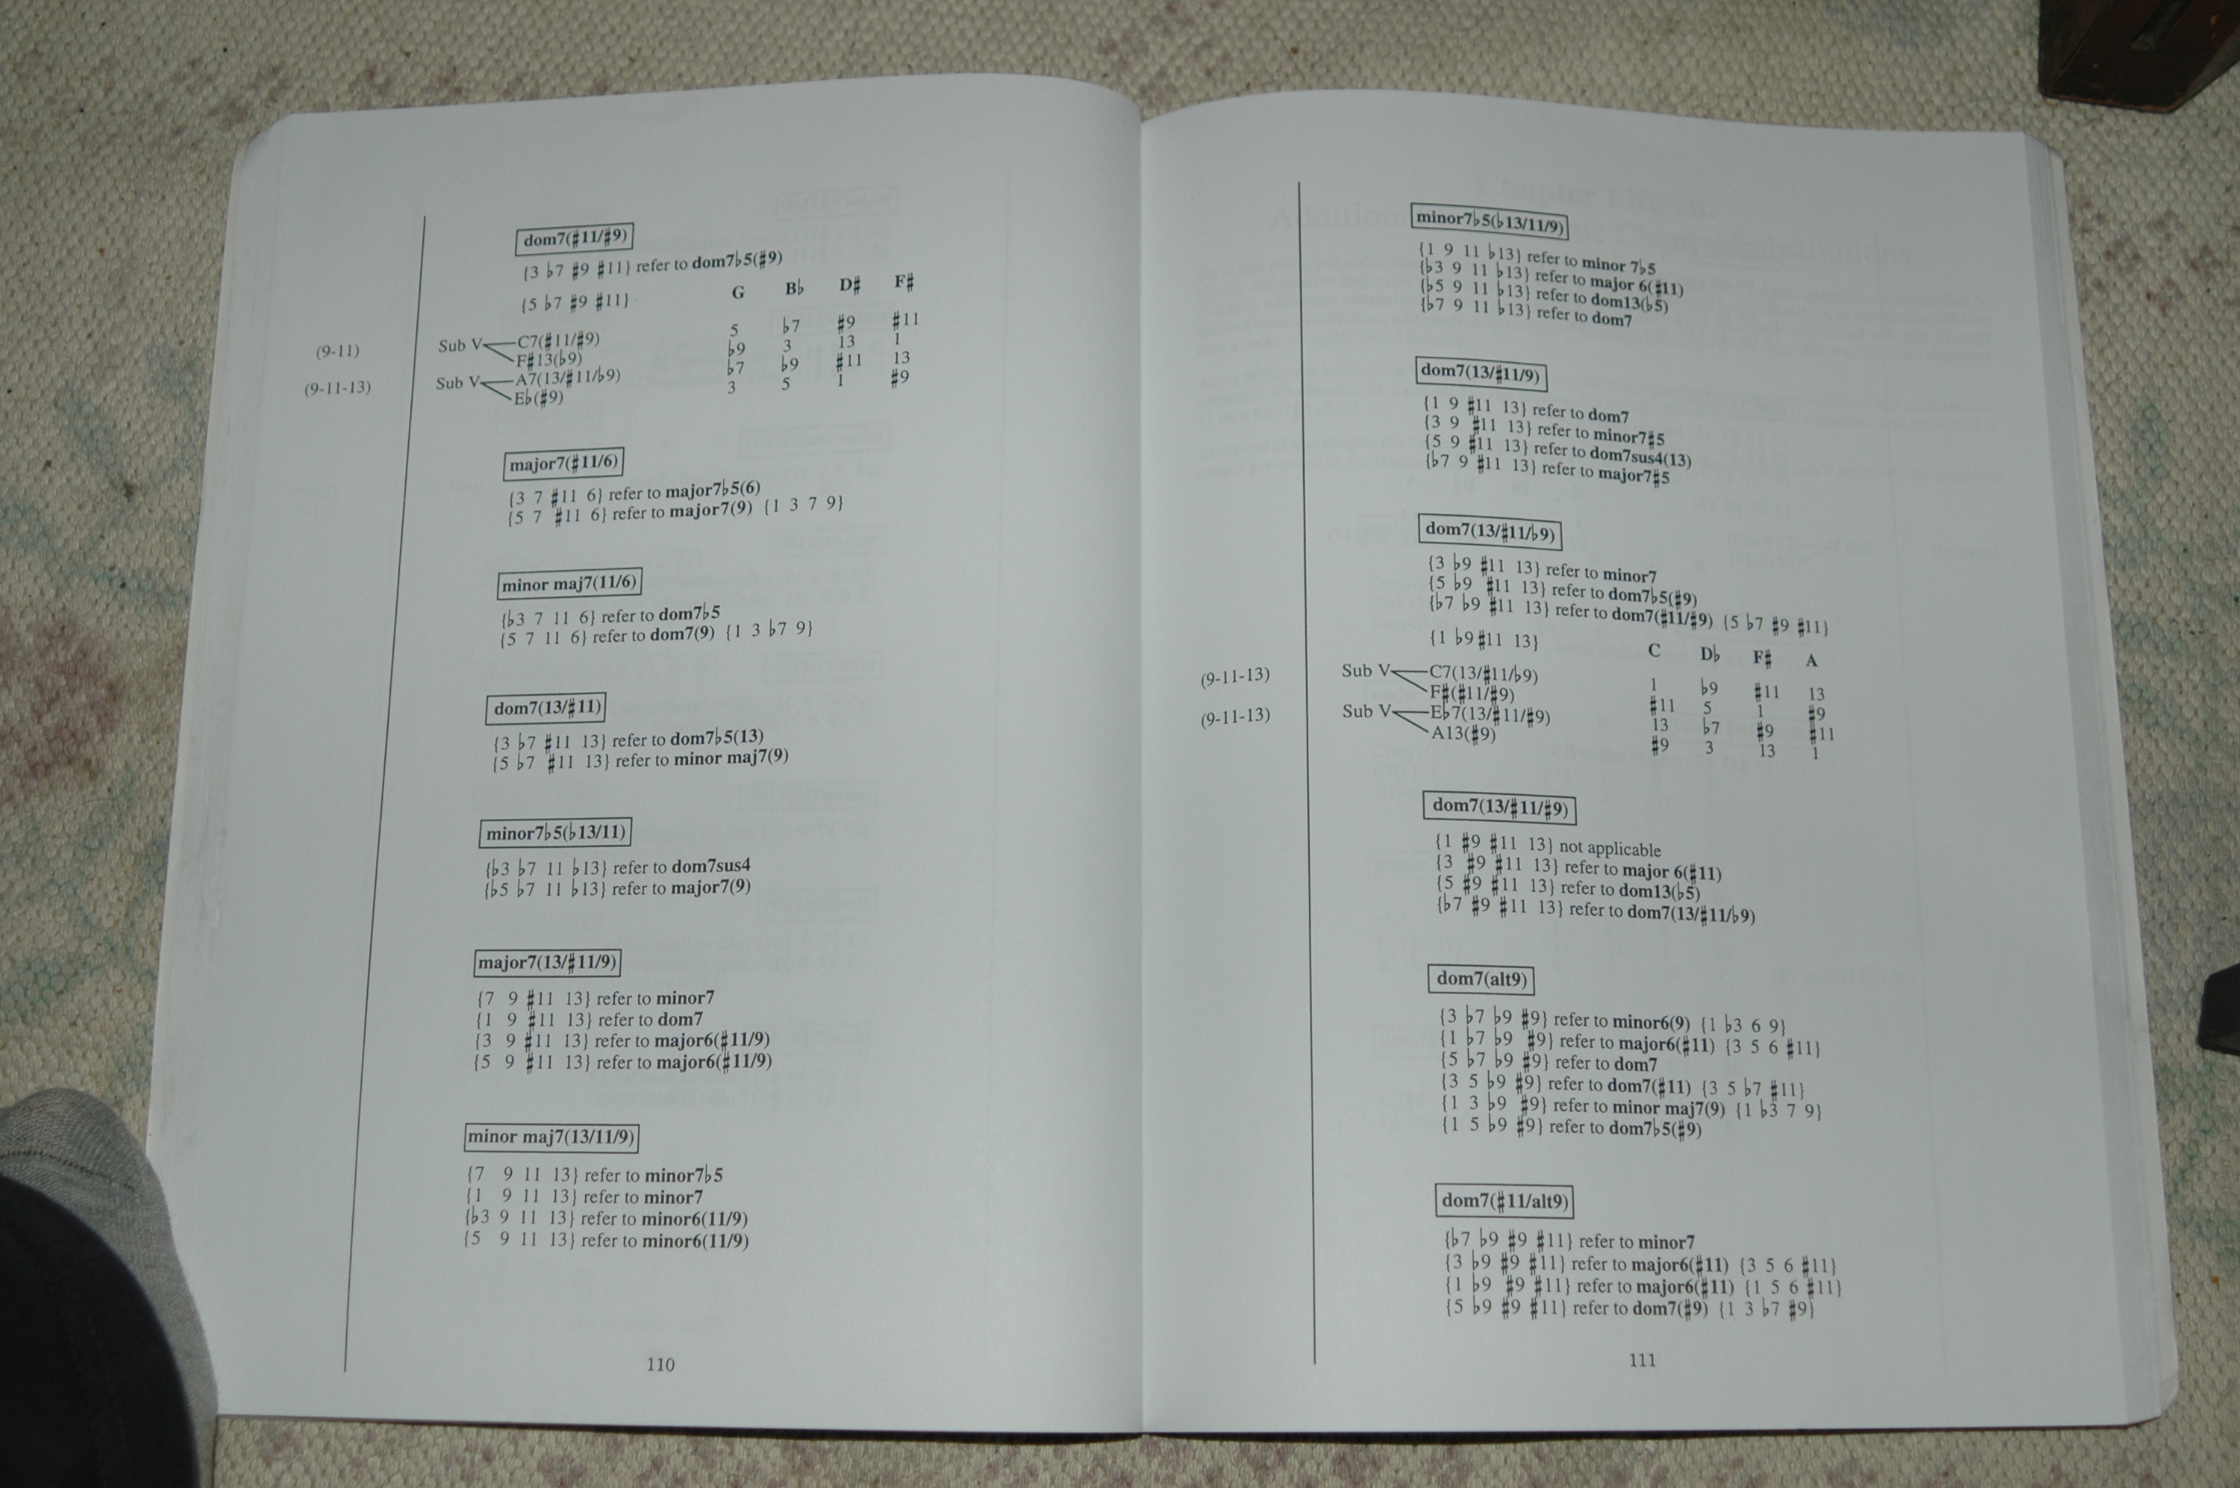 dom7(♯11/♯9)
{3 ♭7 ♯9 ♯11} refer to dom7♭5(♯9)
{5 ♭7 ♯9 ♯11} G B♭ D♯ F♯
(9-11) Sub V C7(♯11/♯9) 5 ♭7 ♯9 ♯11
F♯13(♭9) ♭9 3 13 1
(9-11-13) Sub V A7(13/♯11/♭9) ♭7 ♭9 ♯11 13
E♭(♯9) 3 5 1 ♯9
major7(♯11/6)
{3 7 ♯11 6} refer to major7♭5(6)
{5 7 ♯11 6} refer to major7(9) {1 3 7 9}
minor maj7(11/6)
{♭3 7 11 6} refer to dom7♭5
{5 7 11 6} refer to dom7(9) {1 3 ♭7 9}
dom7(13/♯11)
{3 ♭7 ♯11 13} refer to dom7♭5(13)
{5 ♭7 ♯11 13} refer to minor maj7(9)
minor7♭5(♭13/11)
{♭3 ♭7 11 ♭13} refer to dom7sus4
{♭5 ♭7 11 ♭13} refer to major7(9)
major7(13/♯11/9)
{7 9 ♯11 13} refer to minor7
{1 9 ♯11 13} refer to dom7
{3 9 ♯11 13} refer to major6(♯11/9)
{5 9 ♯11 13} refer to major6(♯11/9)
minor maj7(13/11/9)
{7 9 11 13} refer to minor7♭5
{1 9 11 13} refer to minor7
{♭3 9 11 13} refer to minor6(11/9)
{5 9 11 13} refer to minor6(11/9)
110
minor7♭5(♭13/11/9)
{1 9 11 ♭13} refer to minor 7♭5
{♭3 9 11 ♭13} refer to major 6(♯11)
{♭5 9 11 ♭13} refer to dom13(♭5)
{♭7 9 11 ♭13} refer to dom7
dom7(13/♯11/9)
{1 9 ♯11 13} refer to dom7
{3 9 ♯11 13} refer to minor7♯5
{5 9 ♯11 13} refer to dom7sus4(13)
{♭7 9 ♯11 13} refer to major7♯5
dom7(13/♯11/♭9)
{3 ♭9 ♯11 13} refer to minor7
{5 ♭9 ♯11 13} refer to dom7♭5(♯9)
{♭7 ♭9 ♯11 13} refer to dom7(♯11/♯9) {5 ♭7 ♯9 ♯11}
{1 ♭9 ♯11 13} C D♭ F♯ A
(9-11-13) Sub V C7(13/♯11/♭9) 1 ♭9 ♯11 13
F♯(♯11/♯9) ♯11 5 1 ♯9
(9-11-13) Sub V E♭7(13/♯11/♯9) 13 ♭7 ♯9 ♯11
A13(♯9) ♯9 3 13 1
dom7(13/♯11/♯9)
{1 ♯9 ♯11 13} not applicable
{3 ♯9 ♯11 13} refer to major 6(♯11)
{5 ♯9 ♯11 13} refer to dom13(♭5)
{♭7 ♯9 ♯11 13} refer to dom7(13/♯11/♭9)
dom7(alt9)
{3 ♭7 ♭9 ♯9} refer to minor6(9) {1 ♭3 6 9}
{1 ♭7 ♭9 ♯9} refer to major6(♯11) {3 5 6 ♯11}
{5 ♭7 ♭9 ♯9} refer to dom7
{3 5 ♭9 ♯9} refer to dom7(♯11) {3 5 ♭7 ♯11}
{1 3 ♭9 ♯9} refer to minor maj7(9) {1 ♭3 7 9}
{1 5 ♭9 ♯9} refer to dom7♭5(♯9)
dom7(♯11/alt9)
{♭7 ♭9 ♯9 ♯11} refer to minor7
{3 ♭9 ♯9 ♯11} refer to major6(♯11) {3 5 6 ♯11}
{1 ♭9 ♯9 ♯11} refer to major6(♯11) {1 5 6 ♯11}
{5 ♭9 ♯9 ♯11} refer to dom7(♯9) {1 3 ♭7 ♯9}
111